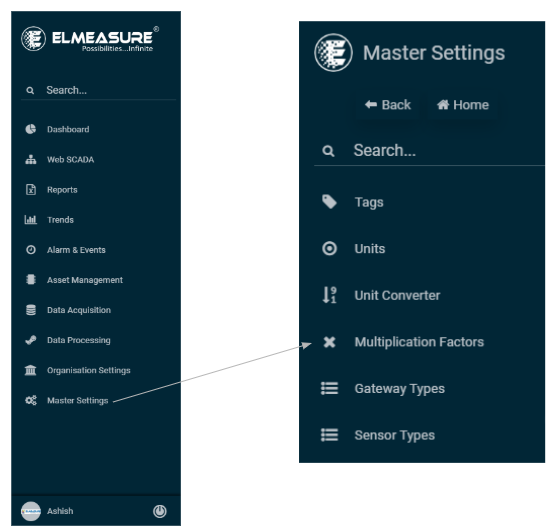 ELMEASURE®
Possibilities...Infinite
Search...
Dashboard
Web SCADA
Reports
Trends
Alarm & Events
Asset Management
Data Acquisition
Data Processing
Organisation Settings
Master Settings
Ashish
Master Settings
Back Home
Search...
Tags
Units
Unit Converter
Multiplication Factors
Gateway Types
Sensor Types